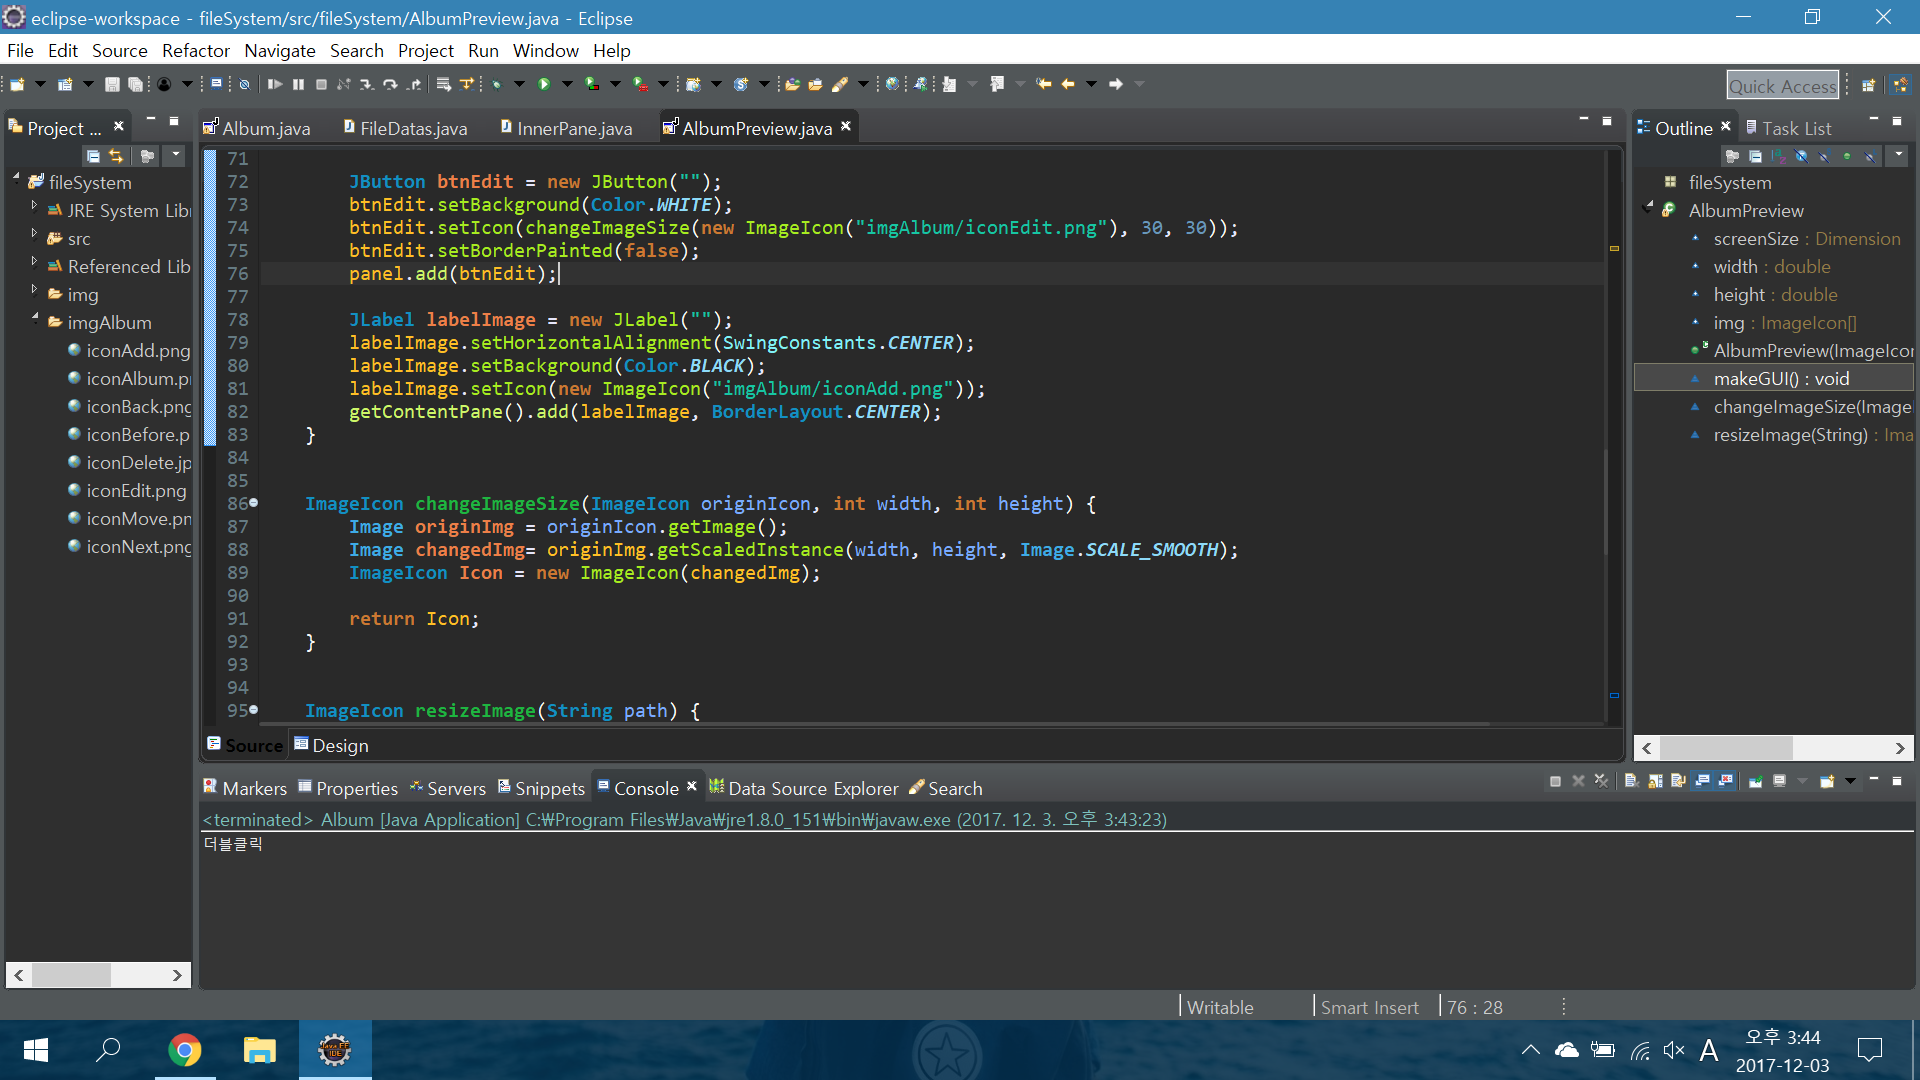 eclipse-workspace - fileSystem/src/fileSystem/AlbumPreview.java - Eclipse
File Edit Source Refactor Navigate Search Project Run Window Help
Quick Access
Project ...
fileSystem
JRE System Libr
src
Referenced Lib
img
imgAlbum
iconAdd.png
iconAlbum.p
iconBack.png
iconBefore.p
iconDelete.jp
iconEdit.png
iconMove.pn
iconNext.png
Album.java FileDatas.java InnerPane.java AlbumPreview.java
71
72 JButton btnEdit = new JButton("");
73 btnEdit.setBackground(Color.WHITE);
74 btnEdit.setIcon(changeImageSize(new ImageIcon("imgAlbum/iconEdit.png"), 30, 30));
75 btnEdit.setBorderPainted(false);
76 panel.add(btnEdit);
77
78 JLabel labelImage = new JLabel("");
79 labelImage.setHorizontalAlignment(SwingConstants.CENTER);
80 labelImage.setBackground(Color.BLACK);
81 labelImage.setIcon(new ImageIcon("imgAlbum/iconAdd.png"));
82 getContentPane().add(labelImage, BorderLayout.CENTER);
83 }
84
85
86 ImageIcon changeImageSize(ImageIcon originIcon, int width, int height) {
87 Image originImg = originIcon.getImage();
88 Image changedImg= originImg.getScaledInstance(width, height, Image.SCALE_SMOOTH);
89 ImageIcon Icon = new ImageIcon(changedImg);
90
91 return Icon;
92 }
93
94
95 ImageIcon resizeImage(String path) {
Source Design
Outline Task List
fileSystem
AlbumPreview
screenSize : Dimension
width : double
height : double
img : ImageIcon[]
AlbumPreview(ImageIcon
makeGUI() : void
changeImageSize(Image
resizeImage(String) : Ima
Markers Properties Servers Snippets Console Data Source Explorer Search
<terminated> Album [Java Application] C:₩Program Files₩Java₩jre1.8.0_151₩bin₩javaw.exe (2017. 12. 3. 오후 3:43:23)
더블클릭
Writable Smart Insert 76 : 28
Java EE
IDE
A
오후 3:44
2017-12-03